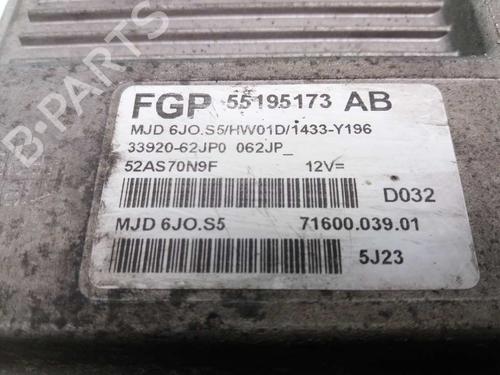 FGP 55195173 AB
MJD 6JO.S5/HW01D/1433-Y196
33920-62JP0 062JP_
52AS70N9F 12V=
D032
MJD 6JO.S5 71600.039.01
5J23
B-PARTS